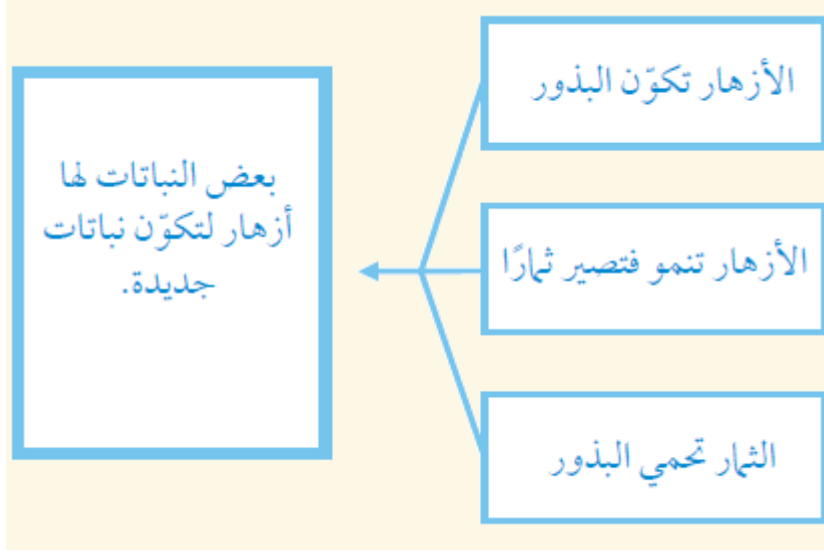 الأزهار تكوّن البذور
الأزهار تنمو فتصير ثمارًا
الثمار تحمي البذور
بعض النباتات لها
أزهار لتكوّن نباتات
جديدة.